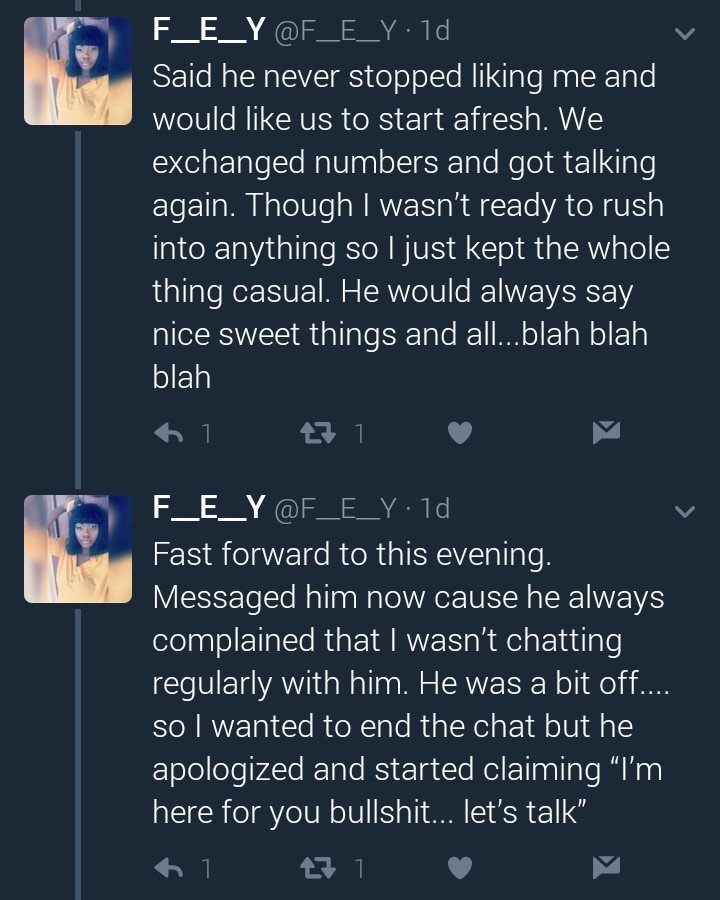 F__E__Y @F__E__Y · 1d
Said he never stopped liking me and
would like us to start afresh. We
exchanged numbers and got talking
again. Though I wasn't ready to rush
into anything so I just kept the whole
thing casual. He would always say
nice sweet things and all...blah blah
blah
1 1
F__E__Y @F__E__Y · 1d
Fast forward to this evening.
Messaged him now cause he always
complained that I wasn't chatting
regularly with him. He was a bit off....
so I wanted to end the chat but he
apologized and started claiming “I'm
here for you bullshit... let's talk”
1 1